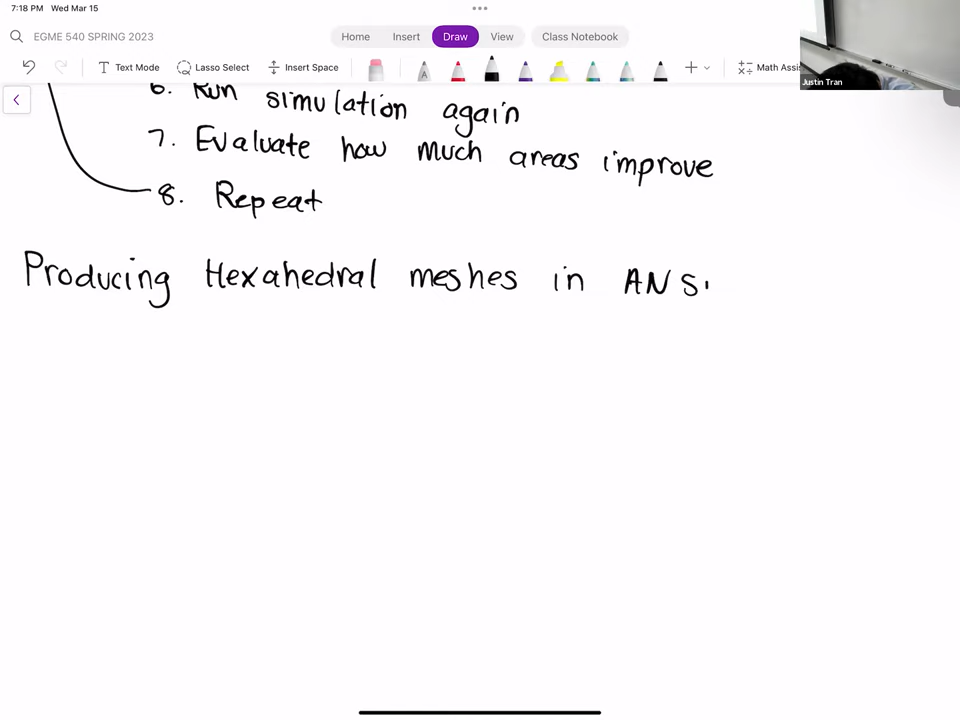 7:18 PM Wed Mar 15
EGME 540 SPRING 2023
Home Insert Draw View Class Notebook
Text Mode Lasso Select Insert Space Math Assis
Justin Tran
6. Run simulation again
7. Evaluate how much areas improve
8. Repeat
Producing Hexahedral meshes in ANS